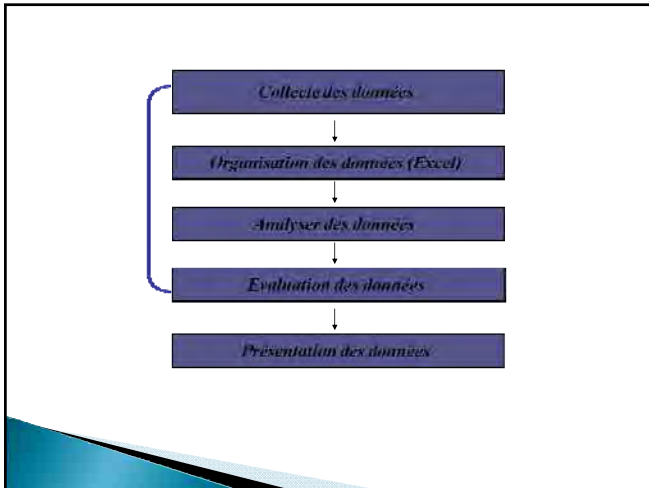 Collecte des données
Organisation des données (Excel)
Analyser des données
Evaluation des données
Présentation des données